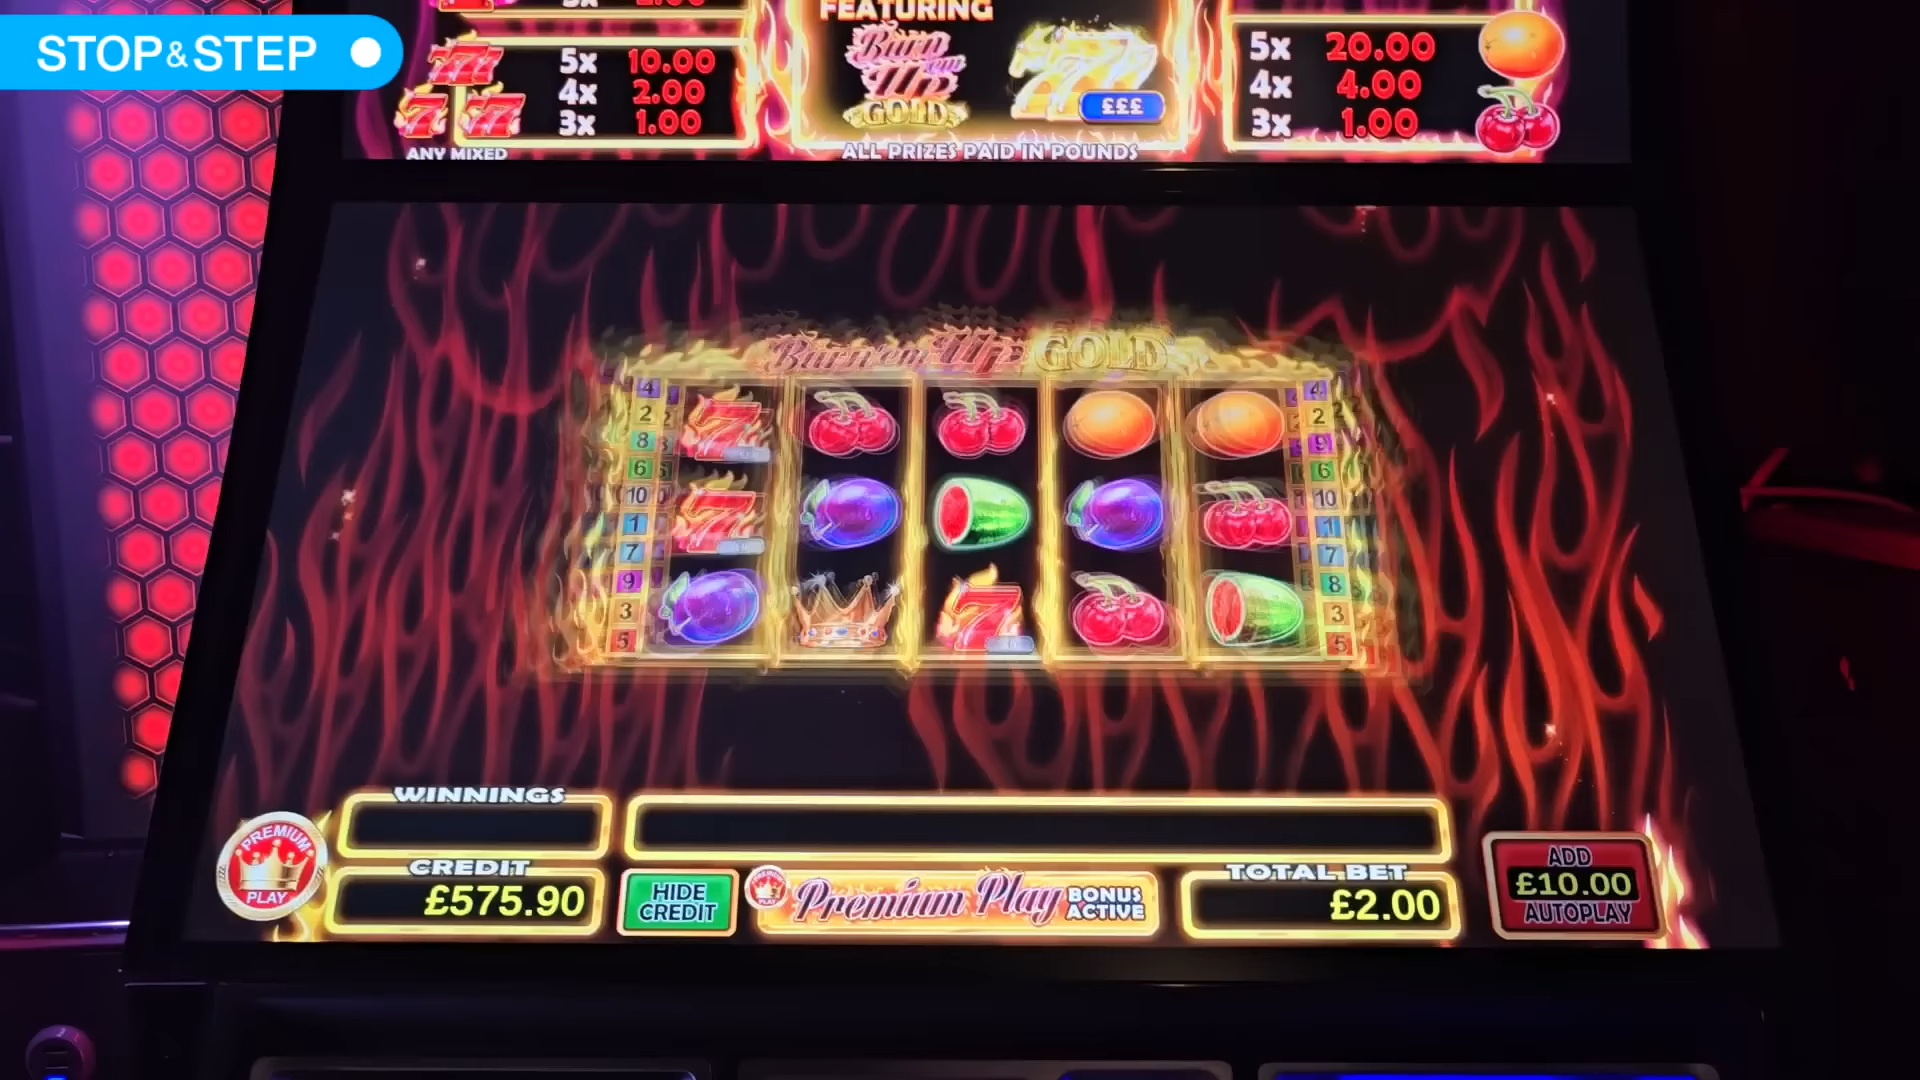 STOP&STEP
FEATURING
Burn 'em Up
GOLD
£££
ALL PRIZES PAID IN POUNDS
5x 10.00
4x 2.00
3x 1.00
ANY MIXED
5x 20.00
4x 4.00
3x 1.00
Burn'em Up GOLD
4 4
2 2
8 9
6 6
10 10
1 1
7 7
9 8
3 3
5 5
WINNINGS
PREMIUM
PLAY
CREDIT
£575.90
HIDE
CREDIT
Premium Play BONUS
ACTIVE
TOTAL BET
£2.00
ADD
£10.00
AUTOPLAY